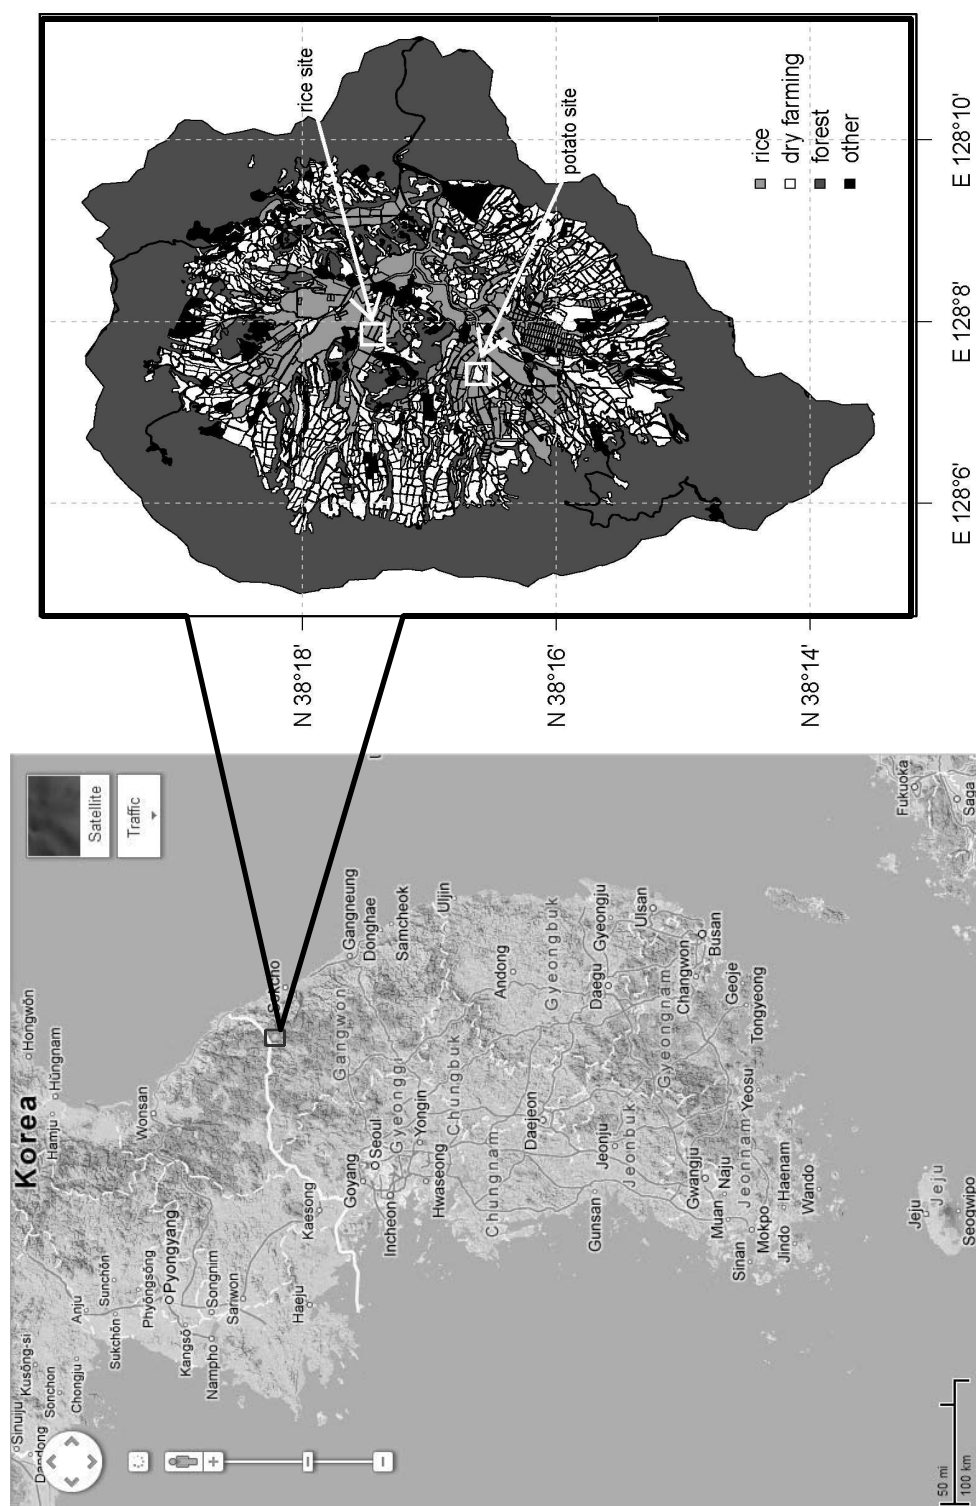 Korea
Satellite
Traffic
Sinuiju
Kusŏng-si
Hongwŏn
Sonchon
Hamju
Hŭngnam
Chongju
Anju
Sunchŏn
Sukchŏn
Wonsan
Phyŏngsŏng
Pyongyang
Kangsŏ
Songnim
Nampho
Sariwon
Haeju
Kaesong
Goyang
Seoul
Incheon
Gyeonggi
Yongin
Hwaseong
Gangwon
Gangneung
Donghae
Samcheok
Uljin
Chungbuk
Chungnam
Andong
Daejeon
Gyeongbuk
Gunsan
Jeonju
Jeonbuk
Daegu
Gyeongju
Ulsan
Gyeongnam
Changwon
Busan
Gwangju
Geoje
Muan
Naju
Tongyeong
Sinan
Jeonnam
Yeosu
Mokpo
Jindo
Haenam
Wando
Fukuoka
Saga
Jeju
Jeju
Seogwipo
50 mi
100 km
N 38°18'
N 38°16'
N 38°14'
E 128°6'
E 128°8'
E 128°10'
rice site
potato site
rice
dry farming
forest
other